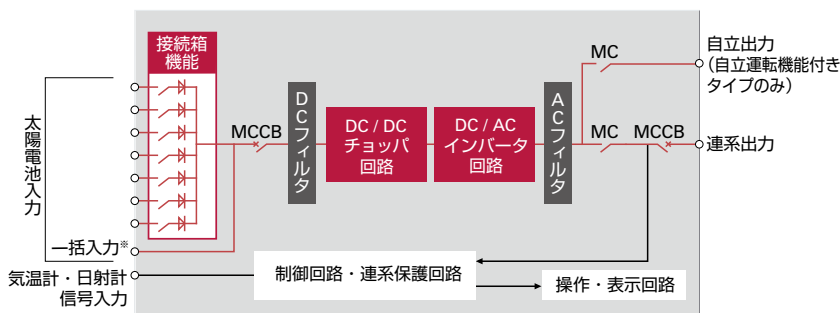 接続箱
機能
太陽電池入力
MCCB
DCフィルタ
DC / DC
チョッパ
回路
DC / AC
インバータ
回路
ACフィルタ
MC
自立出力
(自立運転機能付き
タイプのみ)
MC
MCCB
連系出力
一括入力※
気温計・日射計
信号入力
制御回路・連系保護回路
操作・表示回路